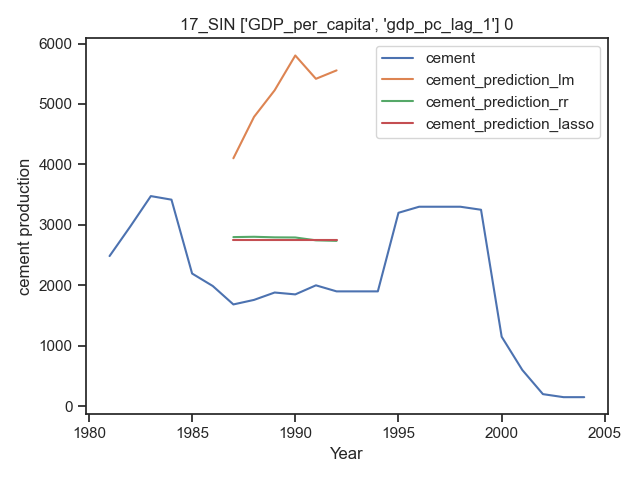 17_SIN ['GDP_per_capita', 'gdp_pc_lag_1'] 0
cement
cement_prediction_lm
cement_prediction_rr
cement_prediction_lasso
cement production
6000
5000
4000
3000
2000
1000
0
1980 1985 1990 1995 2000 2005
Year